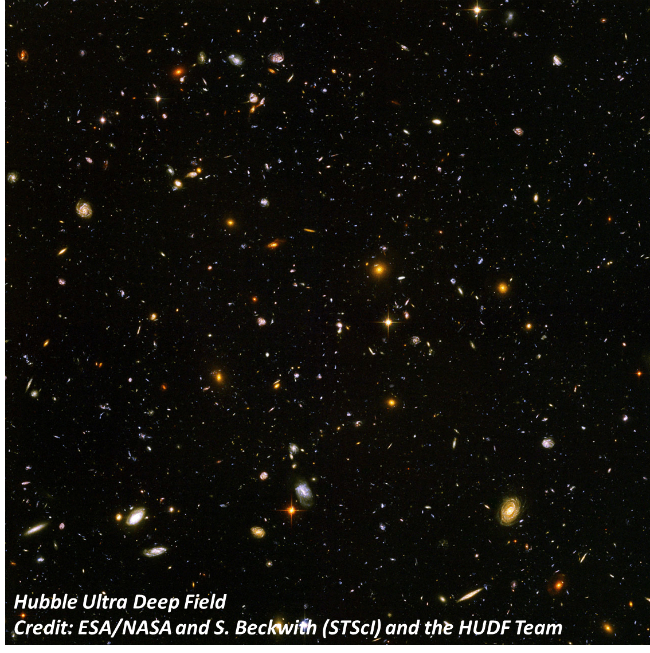 Hubble Ultra Deep Field
Credit: ESA/NASA and S. Beckwith (STScI) and the HUDF Team